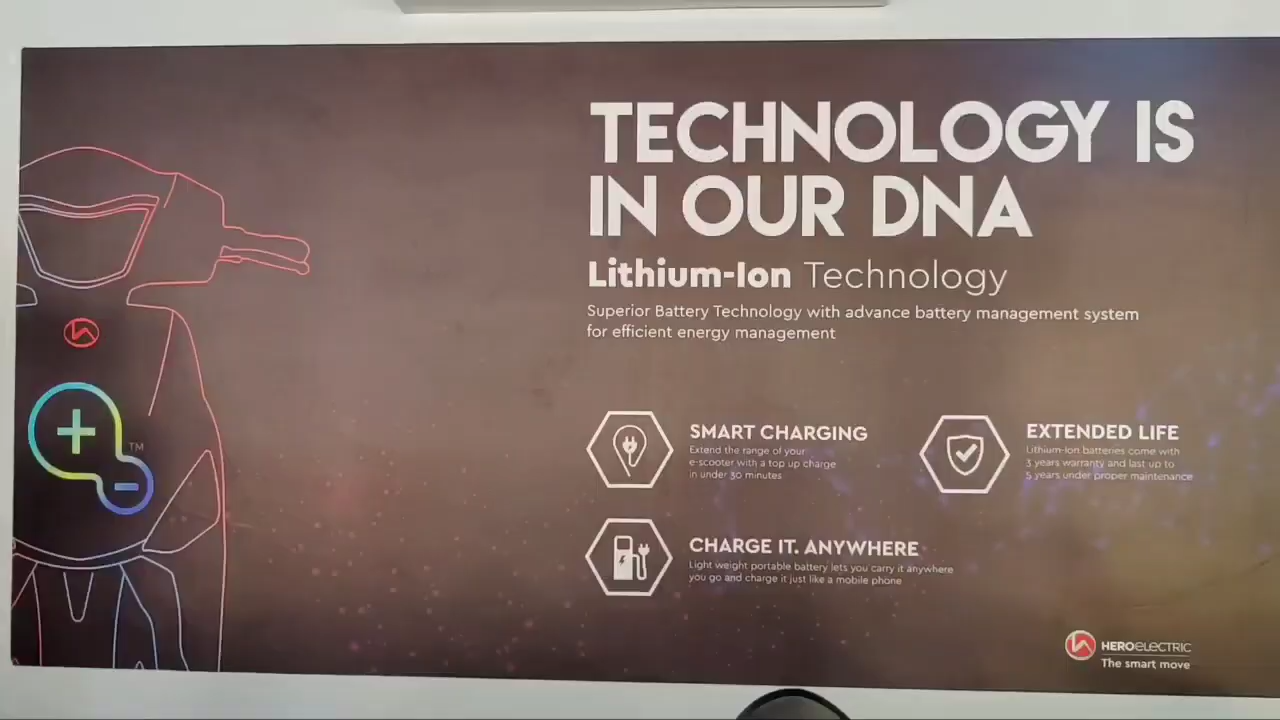 TECHNOLOGY IS
IN OUR DNA
Lithium-Ion Technology
Superior Battery Technology with advance battery management system
for efficient energy management
SMART CHARGING
Extend the range of your
e-scooter with a top up charge
in under 30 minutes
EXTENDED LIFE
Lithium-Ion batteries come with
3 years warranty and last up to
5 years under proper maintenance
CHARGE IT. ANYWHERE
Light weight portable battery lets you carry it anywhere
you go and charge it just like a mobile phone
TM
HEROELECTRIC
The smart move